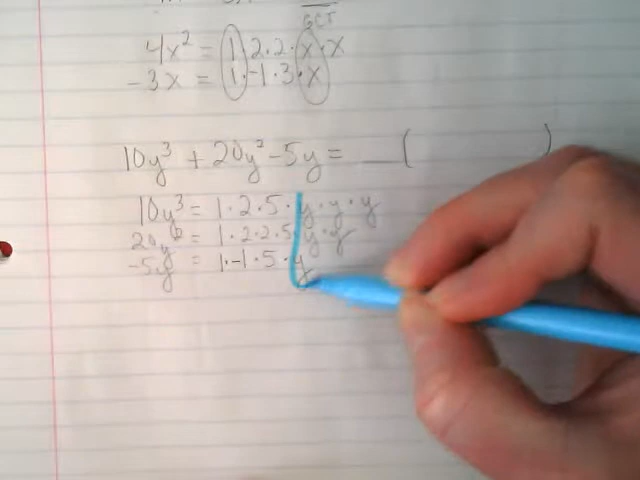 GCF
4x² = 1·2·2·x·x
-3x = 1·-1·3·x
10y³ + 20y² - 5y = __( )
10y³ = 1·2·5·y·y·y
20y² = 1·2·2·5·y·y
-5y = 1·-1·5·y